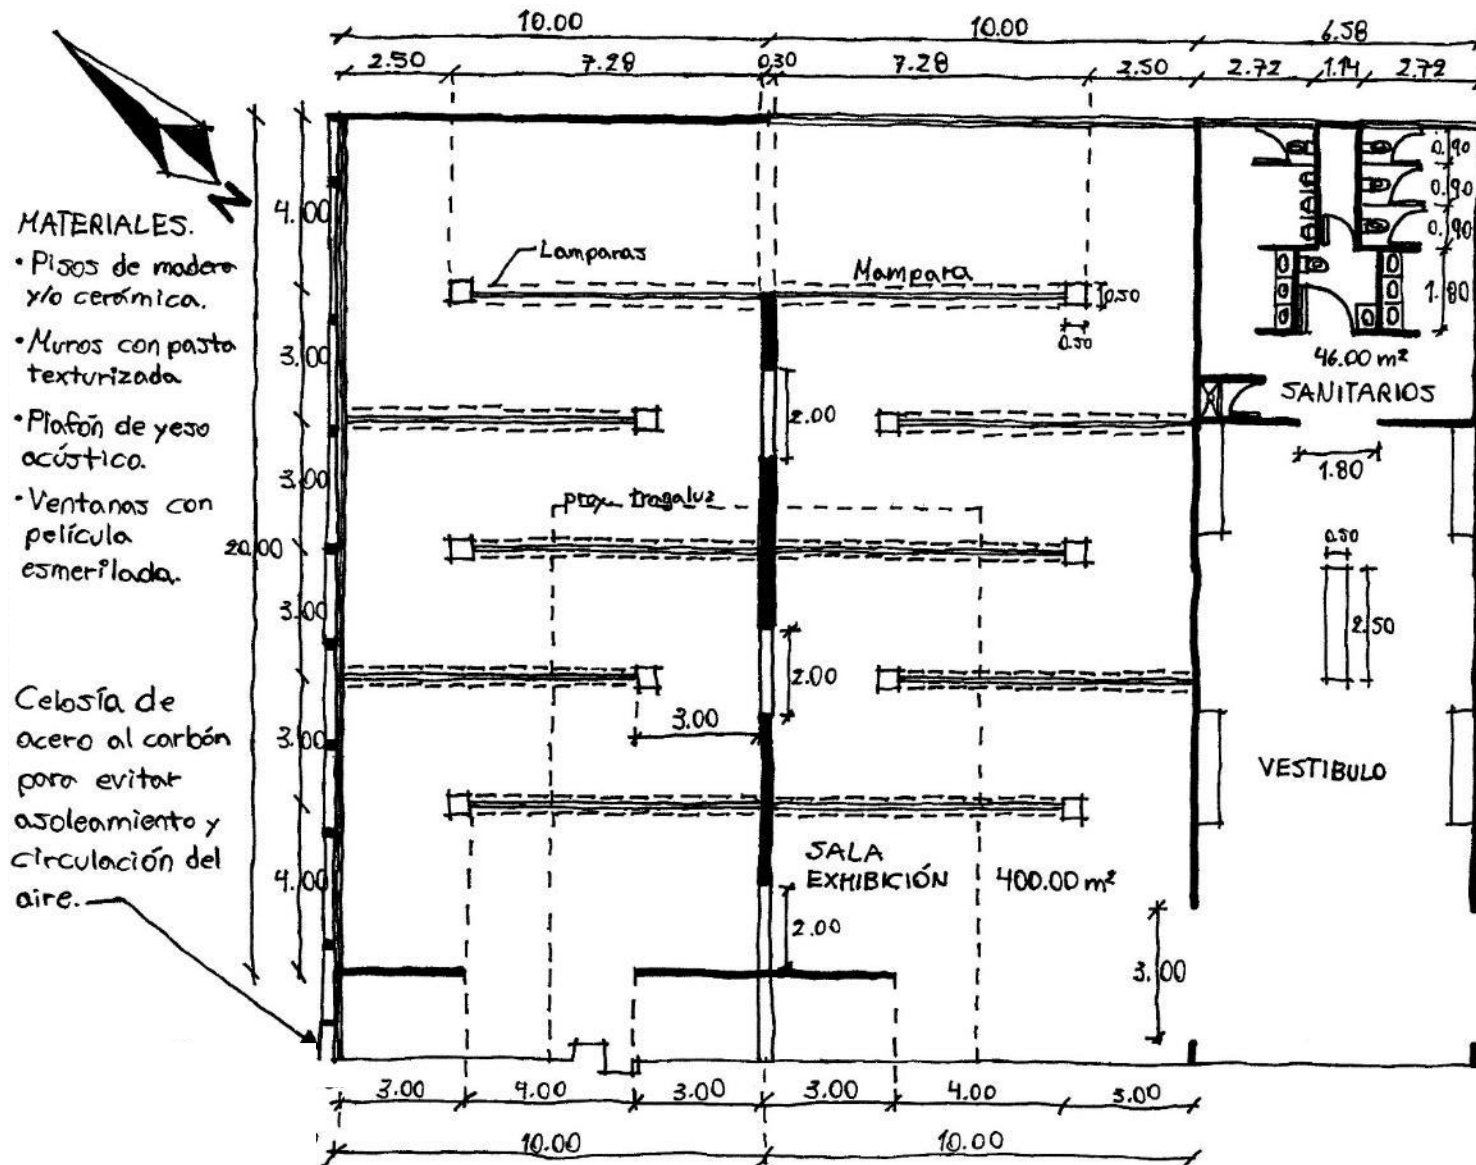 10.00
10.00
6.58
2.50
7.28
0.30
7.28
2.50
2.72
1.14
2.72
N
MATERIALES.
• Pisos de madera
y/o cerámica.
• Muros con pasta
texturizada
• Plafón de yeso
acústico.
• Ventanas con
película
esmerilada.
Celosía de
acero al carbón
para evitar
asoleamiento y
circulación del
aire.
20.00
4.00
3.00
3.00
3.00
3.00
4.00
Lamparas
Mampara
0.50
0.50
2.00
proy. tragaluz
2.00
3.00
SALA
EXHIBICIÓN
400.00 m²
2.00
0.90
0.90
0.90
1.80
46.00 m²
SANITARIOS
1.80
0.50
2.50
VESTIBULO
3.00
3.00
4.00
3.00
3.00
4.00
3.00
10.00
10.00